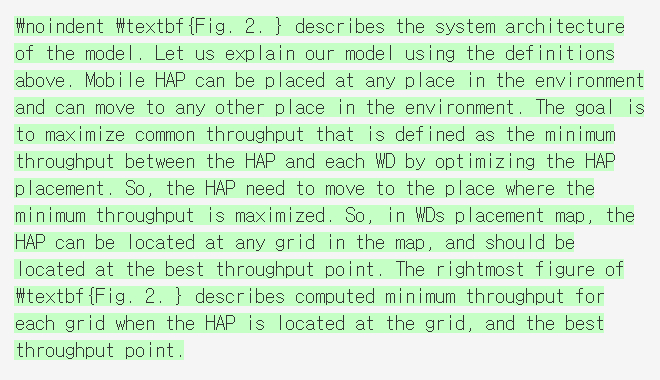 ₩noindent ₩textbf{Fig. 2. } describes the system architecture
of the model. Let us explain our model using the definitions
above. Mobile HAP can be placed at any place in the environment
and can move to any other place in the environment. The goal is
to maximize common throughput that is defined as the minimum
throughput between the HAP and each WD by optimizing the HAP
placement. So, the HAP need to move to the place where the
minimum throughput is maximized. So, in WDs placement map, the
HAP can be located at any grid in the map, and should be
located at the best throughput point. The rightmost figure of
₩textbf{Fig. 2. } describes computed minimum throughput for
each grid when the HAP is located at the grid, and the best
throughput point.